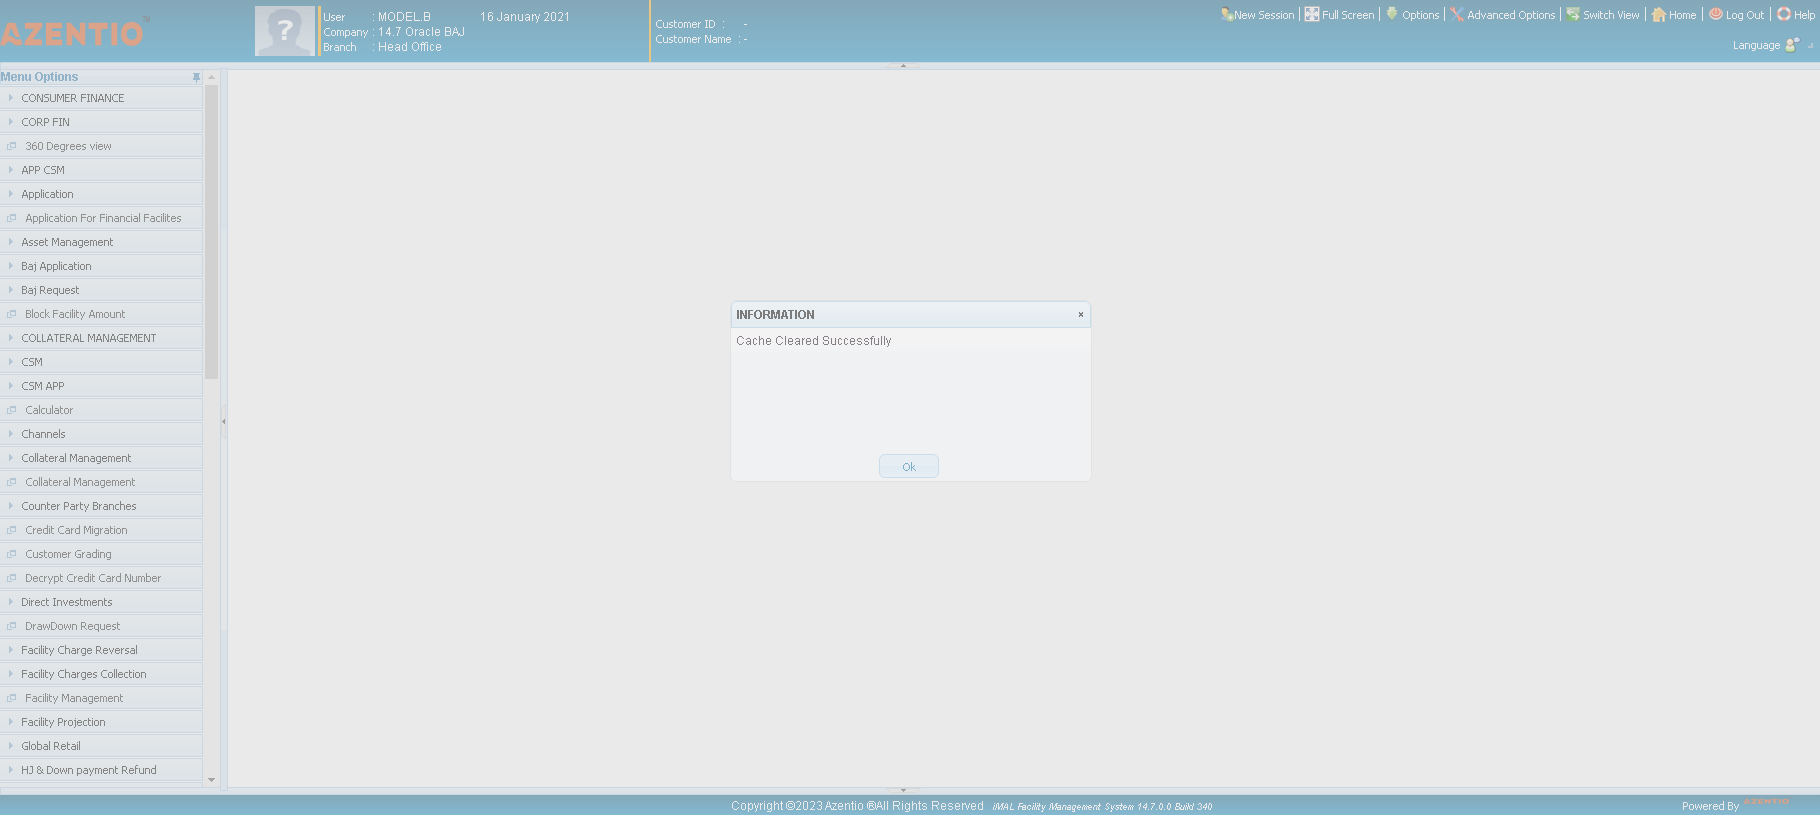 AZENTIO™
User : MODEL.B 16 January 2021
Company : 14.7 Oracle BAJ
Branch : Head Office
Customer ID : -
Customer Name : -
New Session
Full Screen
Options
Advanced Options
Switch View
Home
Log Out
Help
Language
Menu Options
CONSUMER FINANCE
CORP FIN
360 Degrees view
APP CSM
Application
Application For Financial Facilites
Asset Management
Baj Application
Baj Request
Block Facility Amount
COLLATERAL MANAGEMENT
CSM
CSM APP
Calculator
Channels
Collateral Management
Collateral Management
Counter Party Branches
Credit Card Migration
Customer Grading
Decrypt Credit Card Number
Direct Investments
DrawDown Request
Facility Charge Reversal
Facility Charges Collection
Facility Management
Facility Projection
Global Retail
HJ & Down payment Refund
INFORMATION
Cache Cleared Successfully
Ok
Copyright ©2023 Azentio ®All Rights Reserved iMAL Facility Management System 14.7.0.0 Build 340
Powered By AZENTIO